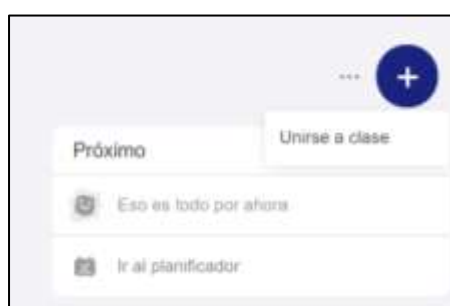 Unirse a clase
Próximo
Eso es todo por ahora
Ir al planificador